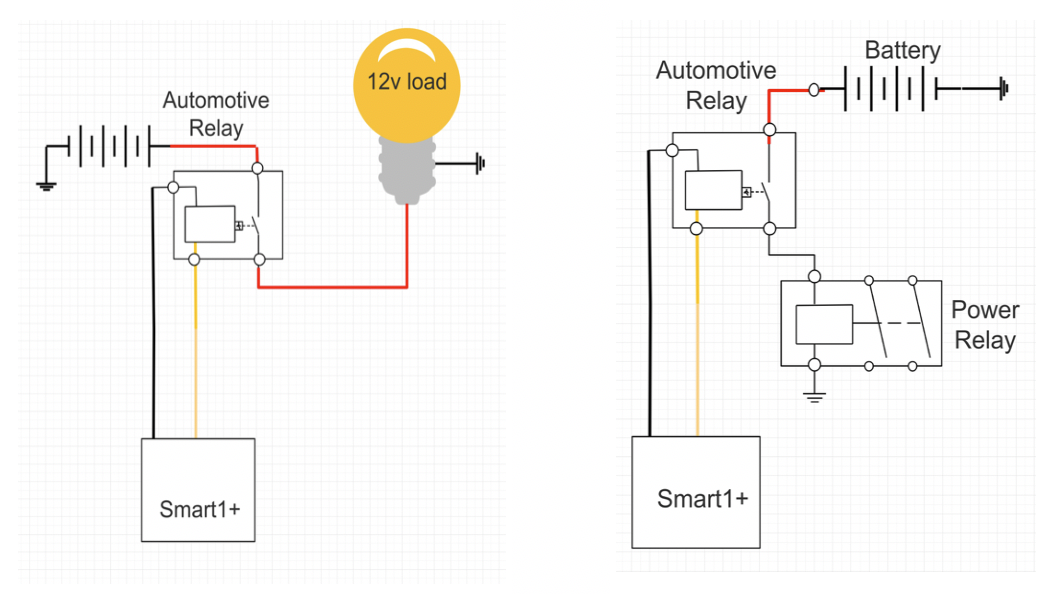 12v load
Automotive
Relay
Smart1+
Battery
Automotive
Relay
Power
Relay
Smart1+